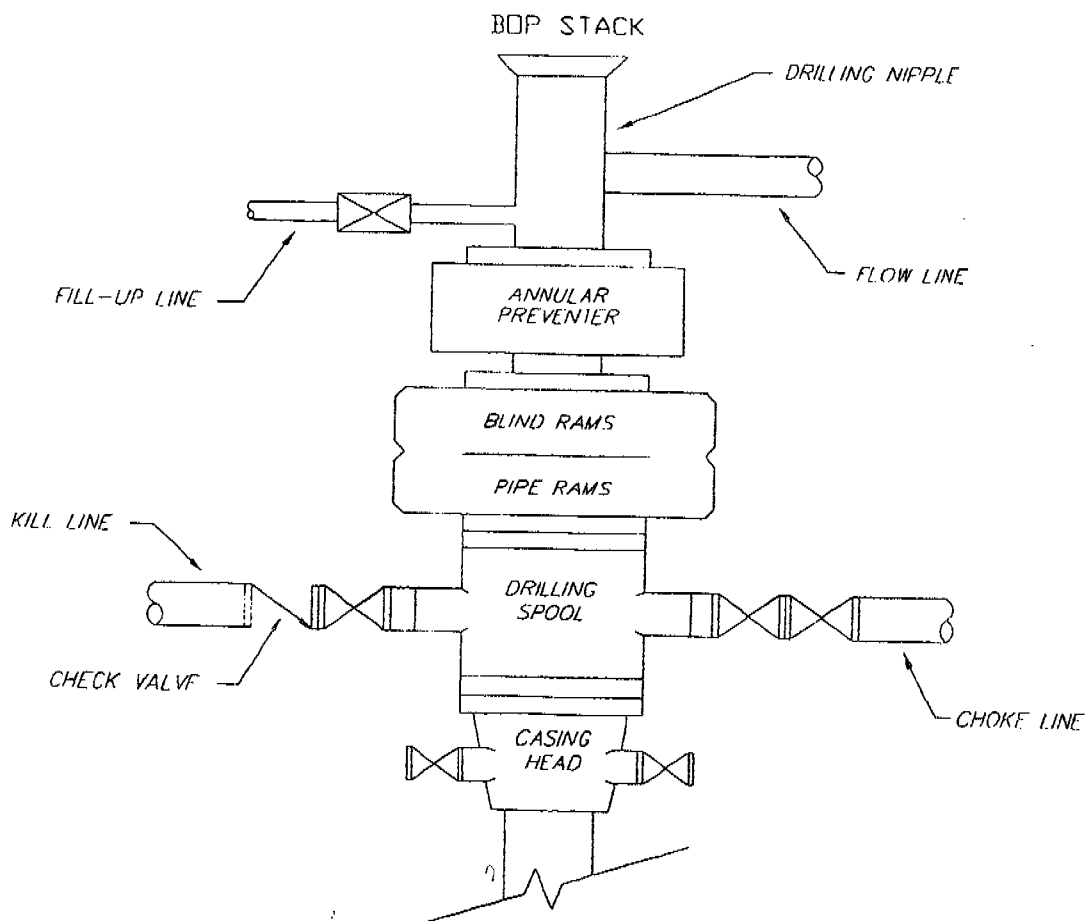 BOP STACK
DRILLING NIPPLE
FLOW LINE
FILL-UP LINE
ANNULAR
PREVENTER
BLIND RAMS
PIPE RAMS
KILL LINE
DRILLING
SPOOL
CHECK VALVE
CHOKE LINE
CASING
HEAD